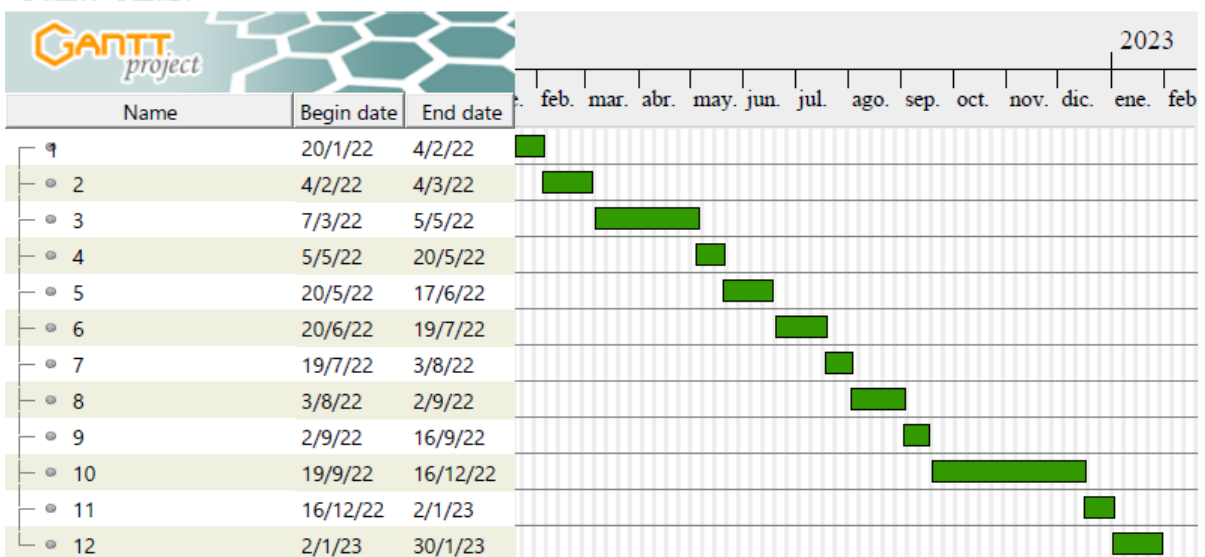 GANTT
project
2023
feb. mar. abr. may. jun. jul. ago. sep. oct. nov. dic. ene. feb
Name Begin date End date
1 20/1/22 4/2/22
2 4/2/22 4/3/22
3 7/3/22 5/5/22
4 5/5/22 20/5/22
5 20/5/22 17/6/22
6 20/6/22 19/7/22
7 19/7/22 3/8/22
8 3/8/22 2/9/22
9 2/9/22 16/9/22
10 19/9/22 16/12/22
11 16/12/22 2/1/23
12 2/1/23 30/1/23